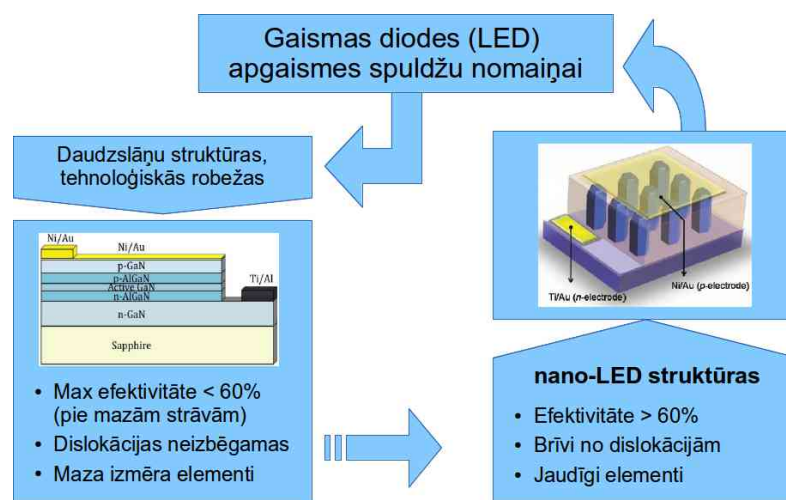 Gaismas diodes (LED)
apgaismes spuldžu nomaiņai
Daudzslāņu struktūras,
tehnoloģiskās robežas
Ni/Au
Ni/Au
p-GaN
p-AlGaN
Active GaN
n-AlGaN
Ti/Al
n-GaN
Sapphire
• Max efektivitāte < 60%
(pie mazām strāvām)
• Dislokācijas neizbēgamas
• Maza izmēra elementi
Ti/Au (n-electrode)
Ni/Au (p-electrode)
nano-LED struktūras
• Efektivitāte > 60%
• Brīvi no dislokācijām
• Jaudīgi elementi